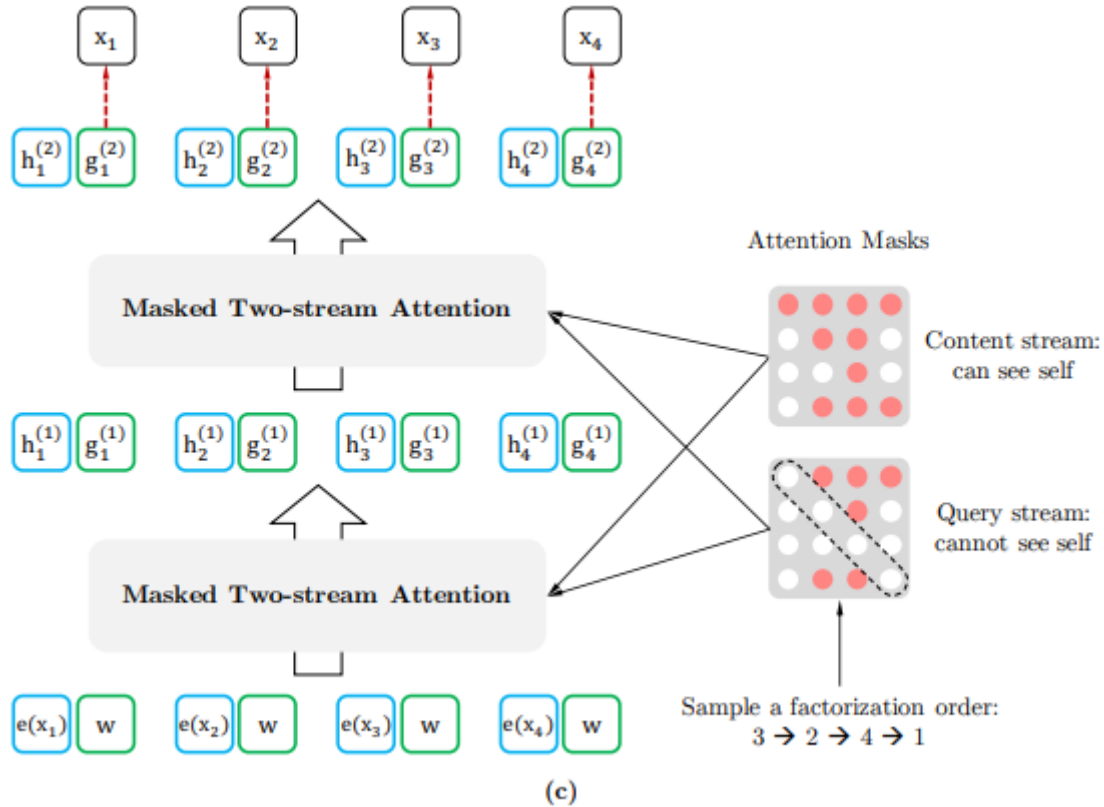 x₁ x₂ x₃ x₄
h₁⁽²⁾ g₁⁽²⁾ h₂⁽²⁾ g₂⁽²⁾ h₃⁽²⁾ g₃⁽²⁾ h₄⁽²⁾ g₄⁽²⁾
Attention Masks
Masked Two-stream Attention
Content stream:
can see self
h₁⁽¹⁾ g₁⁽¹⁾ h₂⁽¹⁾ g₂⁽¹⁾ h₃⁽¹⁾ g₃⁽¹⁾ h₄⁽¹⁾ g₄⁽¹⁾
Query stream:
cannot see self
Masked Two-stream Attention
e(x₁) w e(x₂) w e(x₃) w e(x₄) w
Sample a factorization order:
3 → 2 → 4 → 1
(c)